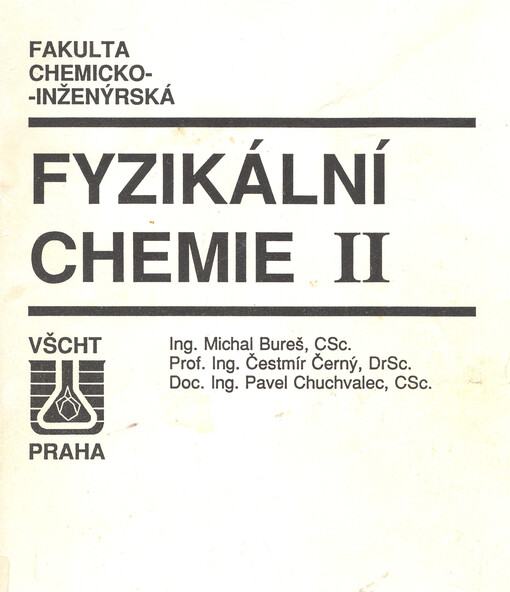 FAKULTA
CHEMICKO-
-INŽENÝRSKÁ
FYZIKÁLNÍ
CHEMIE II
VŠCHT
PRAHA
Ing. Michal Bureš, CSc.
Prof. Ing. Čestmír Černý, DrSc.
Doc. Ing. Pavel Chuchvalec, CSc.